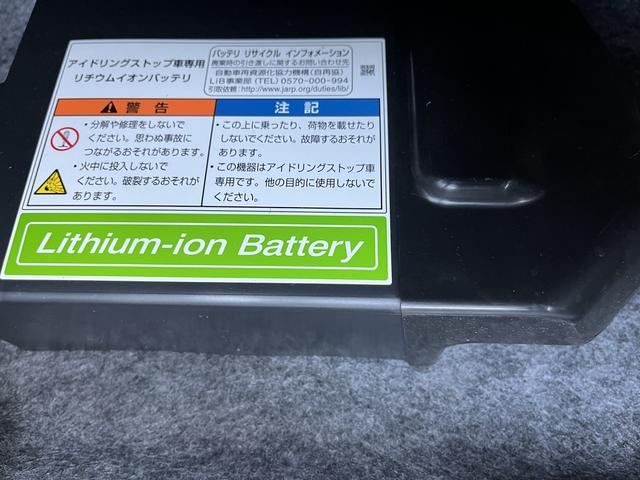 アイドリングストップ車専用
リチウムイオンバッテリ
バッテリ リサイクル インフォメーション
廃棄時の引き渡しに関するお問い合わせ先
自動車再資源化協力機構(自再協)
LiB事業部(TEL) 0570-000-994
引取依頼:http://www.jarp.org/duties/lib/
警告
・分解や修理をしないで
ください。思わぬ事故に
つながるおそれがあります。
・火中に投入しないで
ください。破裂するおそれが
あります。
注記
・この上に乗ったり、荷物を載せたり
しないでください。故障するおそれが
あります。
・この機器はアイドリングストップ車
専用です。他の目的に使用しないで
ください。
Lithium-ion Battery